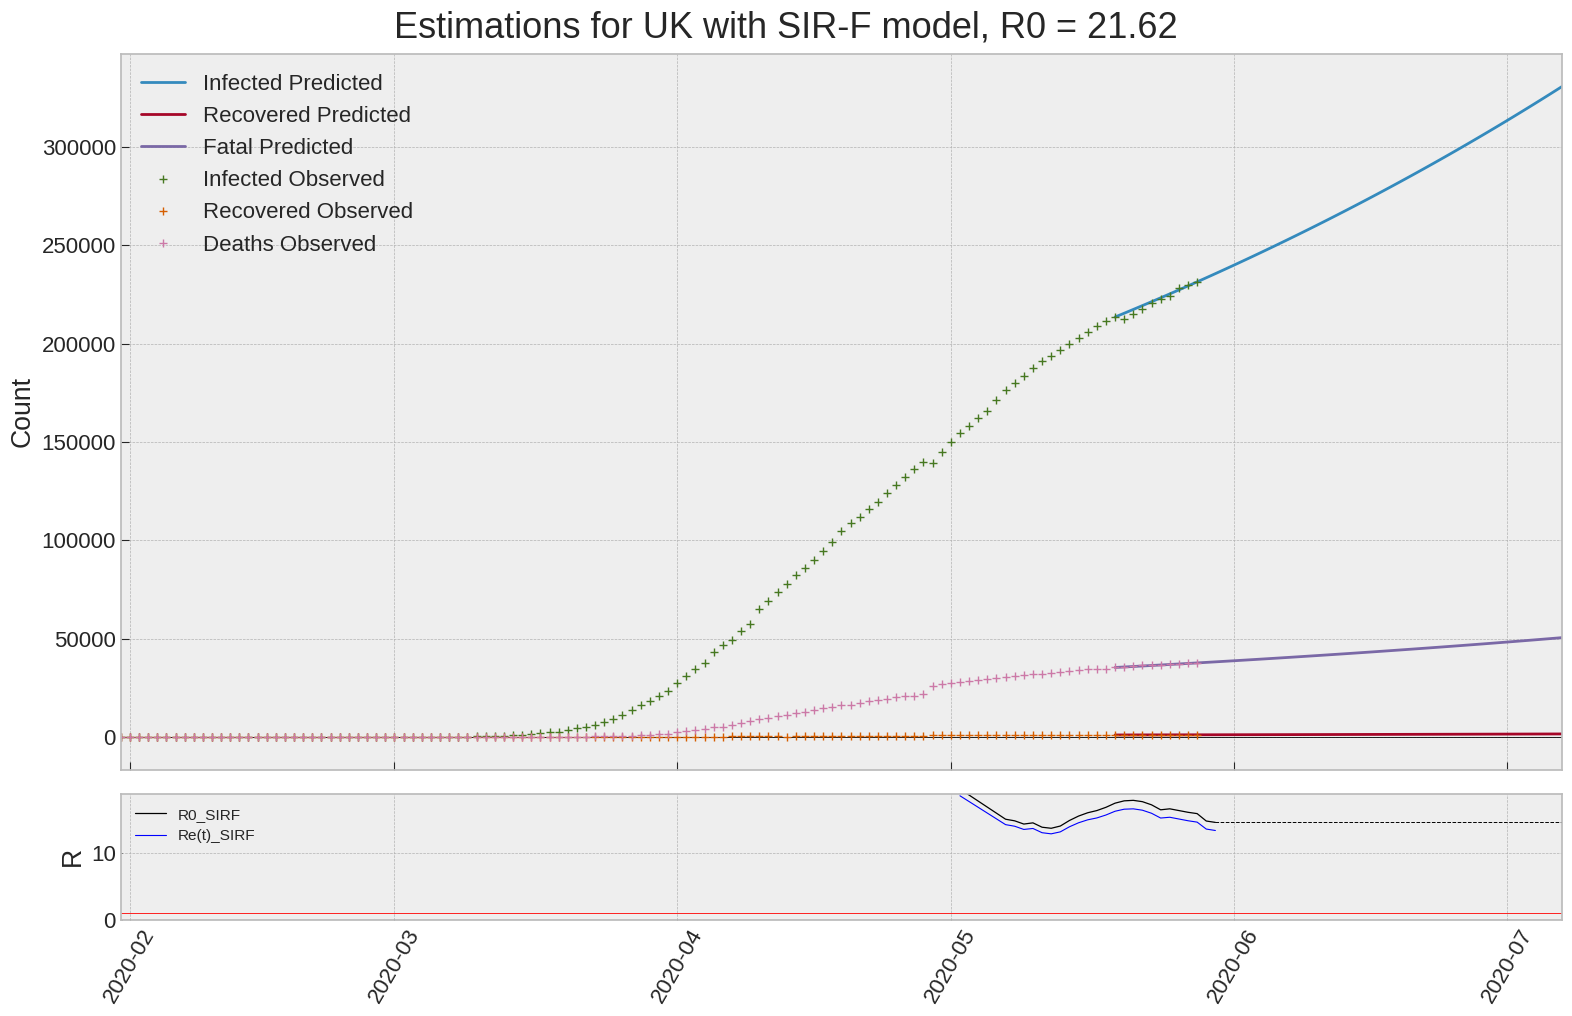 Estimations for UK with SIR-F model, R0 = 21.62
Infected Predicted
Recovered Predicted
Fatal Predicted
Infected Observed
Recovered Observed
Deaths Observed
Count
300000
250000
200000
150000
100000
50000
0
R0_SIRF
Re(t)_SIRF
R
10
0
2020-02
2020-03
2020-04
2020-05
2020-06
2020-07